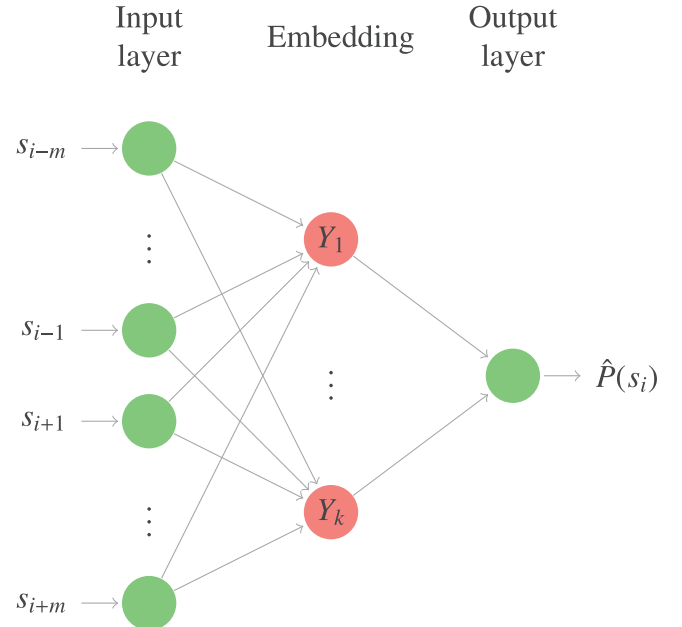 Input layer
Embedding
Output layer
s_{i−m}
⋮
Y_1
⋮
s_{i−1}
⋮
P̂(s_i)
s_{i+1}
⋮
Y_k
s_{i+m}